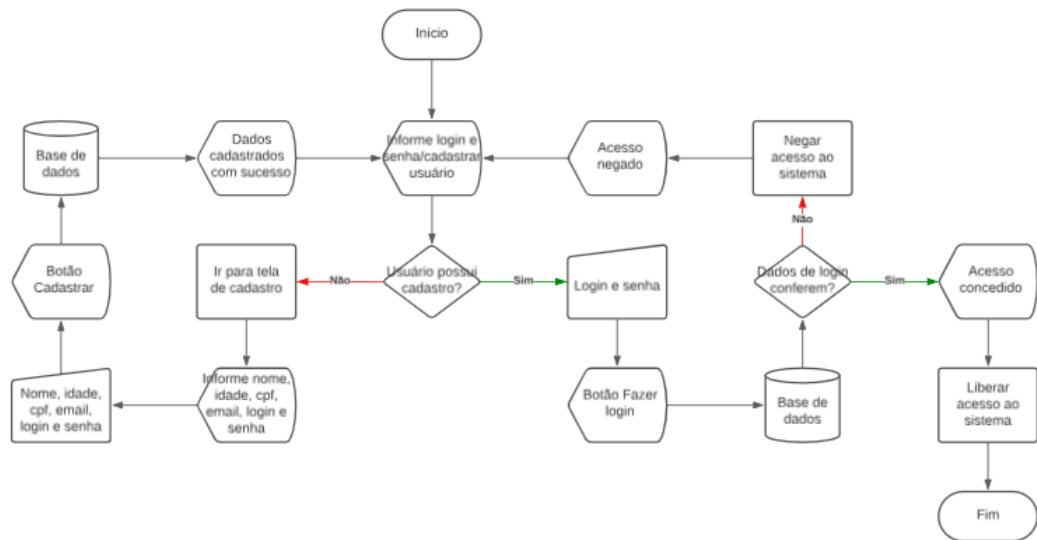 Início
Base de
dados
Dados
cadastrados
com sucesso
Informe login e
senha/cadastrar
usuário
Acesso
negado
Negar
acesso ao
sistema
Não
Botão
Cadastrar
Ir para tela
de cadastro
Não
Usuário possui
cadastro?
Sim
Login e senha
Dados de login
conferem?
Sim
Acesso
concedido
Nome, idade,
cpf, email,
login e senha
Informe nome,
idade, cpf,
email, login e
senha
Botão Fazer
login
Base de
dados
Liberar
acesso ao
sistema
Fim